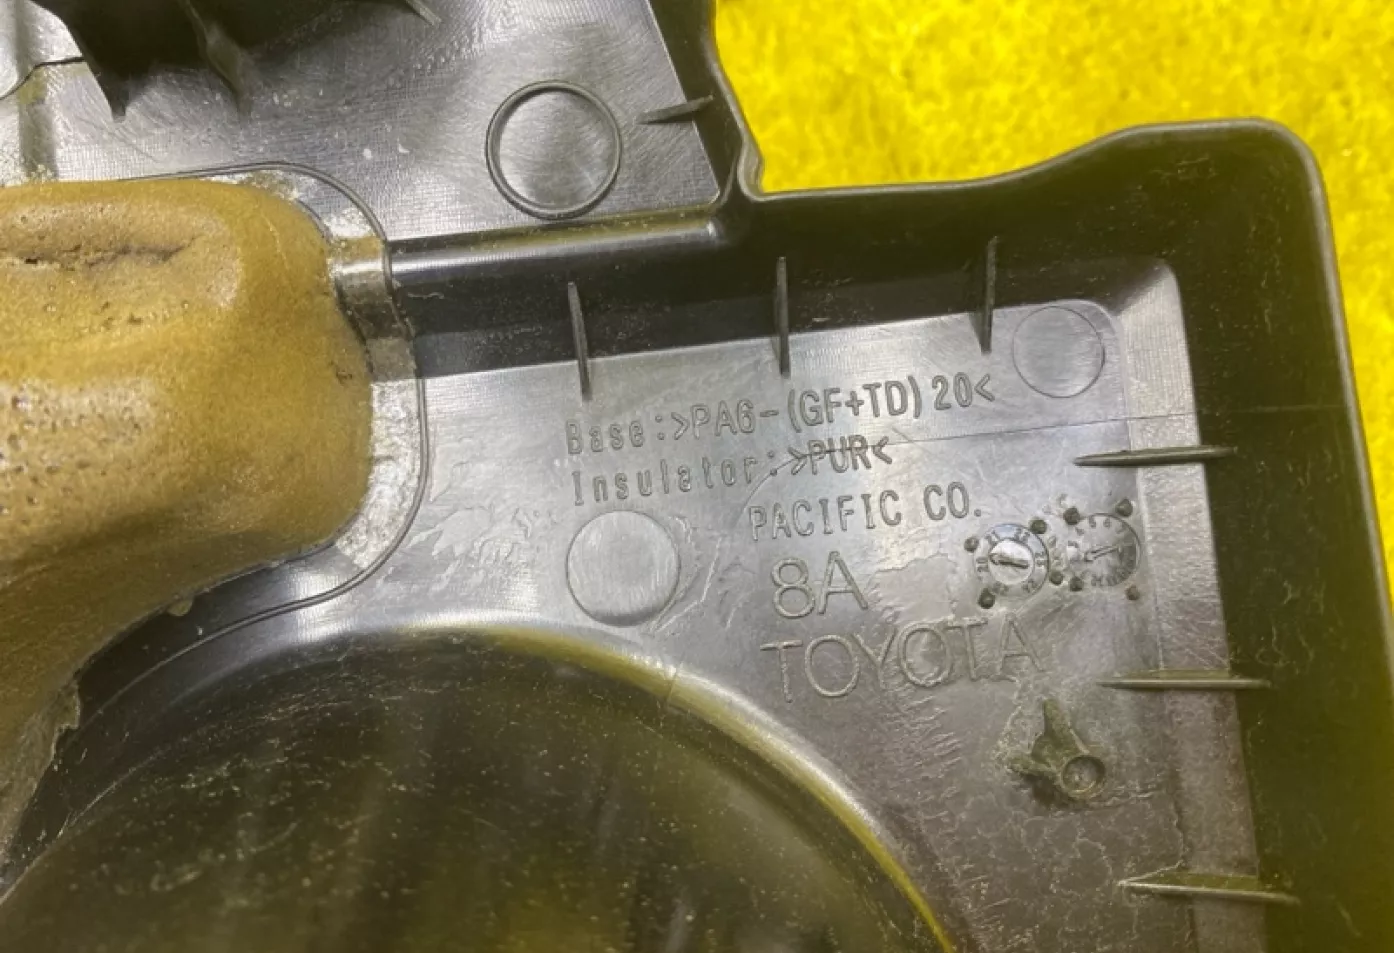 Base:>PA6-(GF+TD)20<
Insulator:>PUR<
PACIFIC CO.
8A
TOYOTA